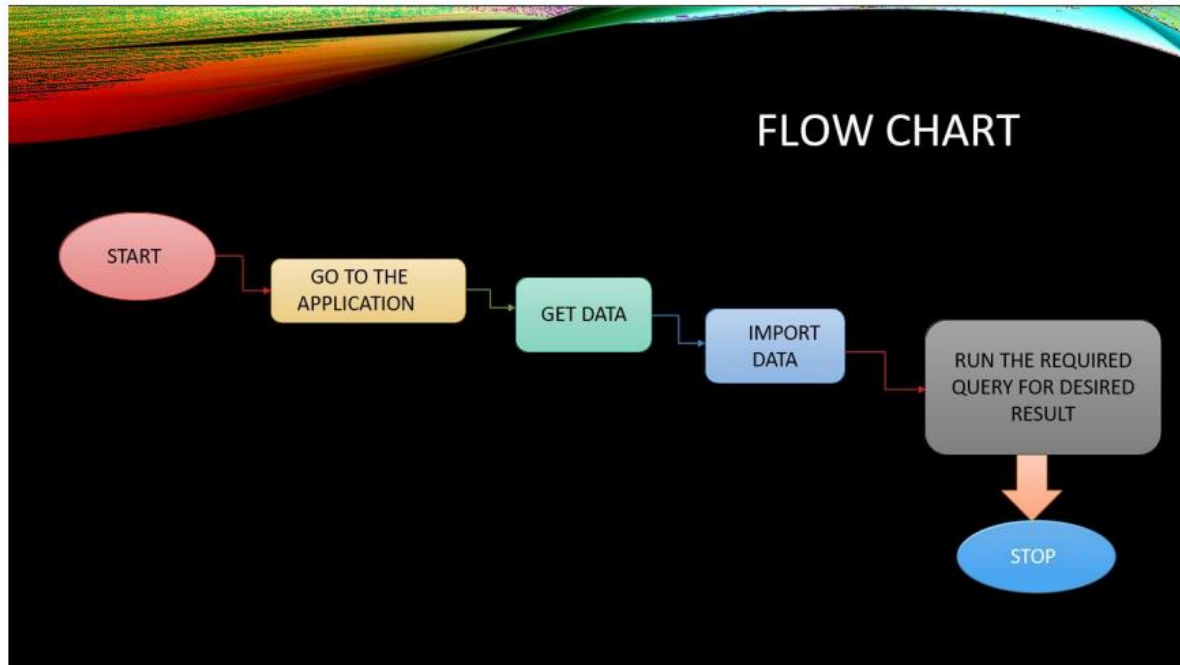 FLOW CHART
START
GO TO THE
APPLICATION
GET DATA
IMPORT
DATA
RUN THE REQUIRED
QUERY FOR DESIRED
RESULT
STOP